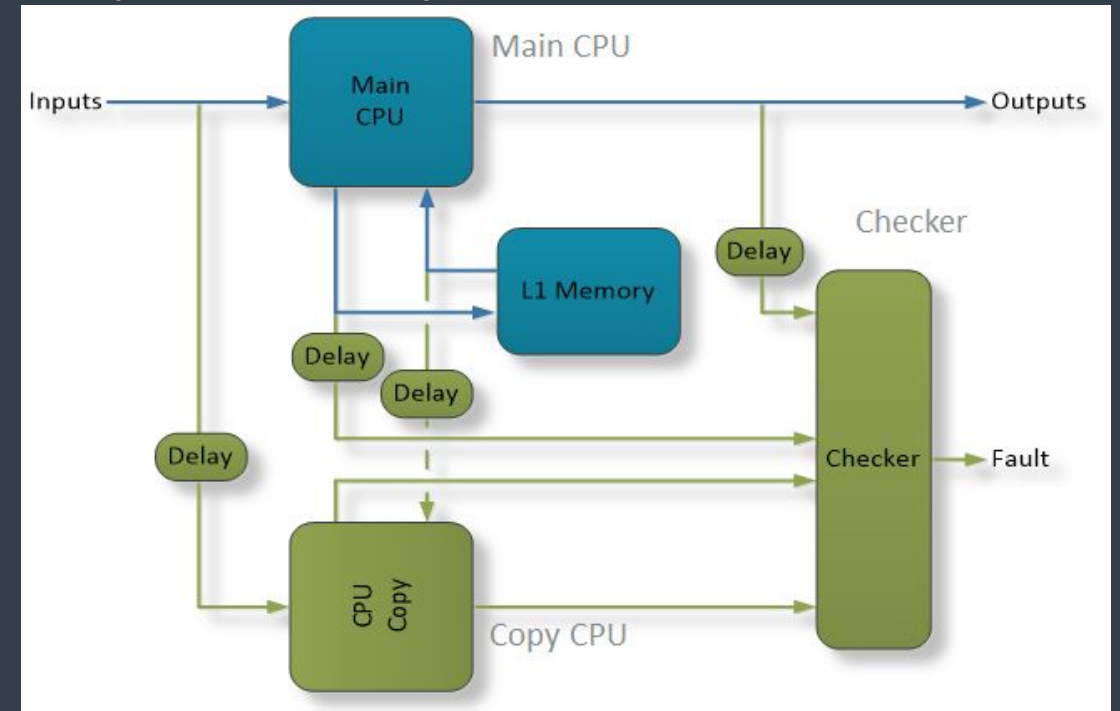 Main CPU
Main
CPU
Inputs
Outputs
Checker
Delay
L1 Memory
Delay
Delay
Delay
Checker
Fault
CPU
Copy
Copy CPU